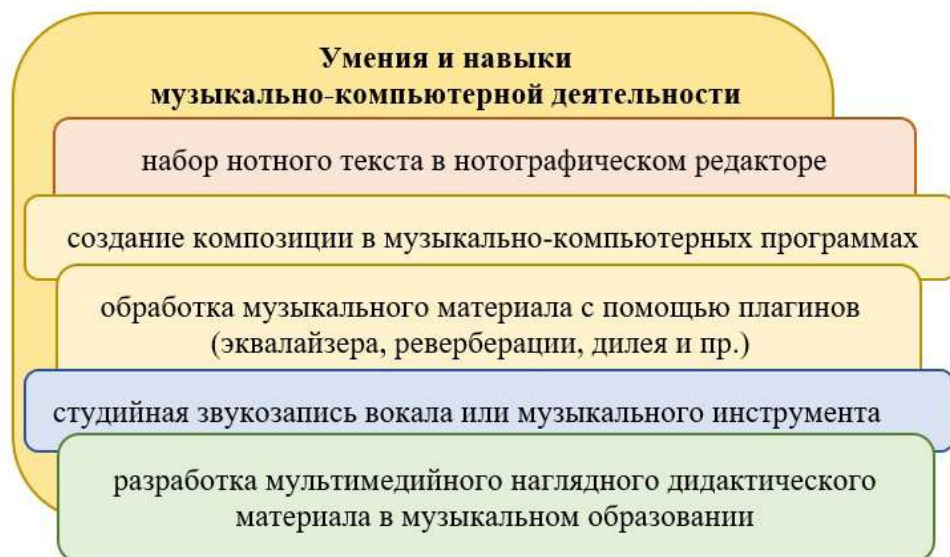 Умения и навыки
музыкально-компьютерной деятельности
набор нотного текста в нотографическом редакторе
создание композиции в музыкально-компьютерных программах
обработка музыкального материала с помощью плагинов
(эквалайзера, реверберации, дилея и пр.)
студийная звукозапись вокала или музыкального инструмента
разработка мультимедийного наглядного дидактического
материала в музыкальном образовании